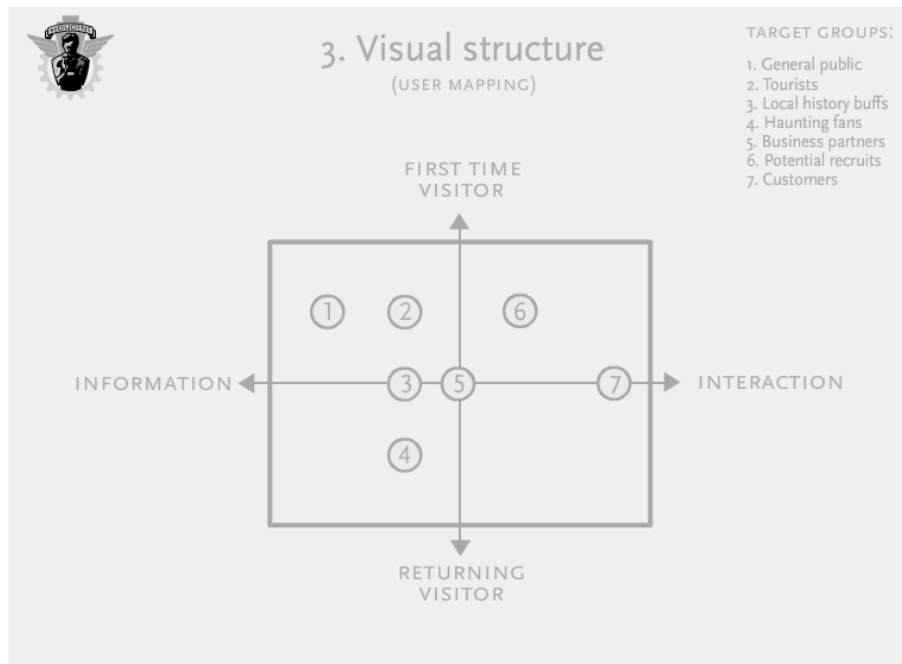 3. Visual structure
(USER MAPPING)
TARGET GROUPS:
1. General public
2. Tourists
3. Local history buffs
4. Haunting fans
5. Business partners
6. Potential recruits
7. Customers
FIRST TIME
VISITOR
1
2
6
INFORMATION
3
5
7
INTERACTION
4
RETURNING
VISITOR